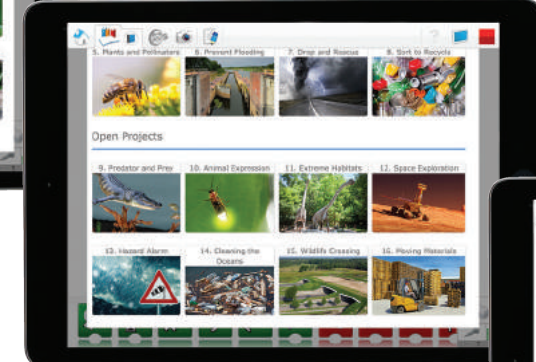 5. Plants and Pollinators 6. Prevent Flooding 7. Drop and Rescue 8. Sort to Recycle
Open Projects
9. Predator and Prey 10. Animal Expression 11. Extreme Habitats 12. Space Exploration
13. Hazard Alarm 14. Cleaning the Oceans 15. Wildlife Crossing 16. Moving Materials